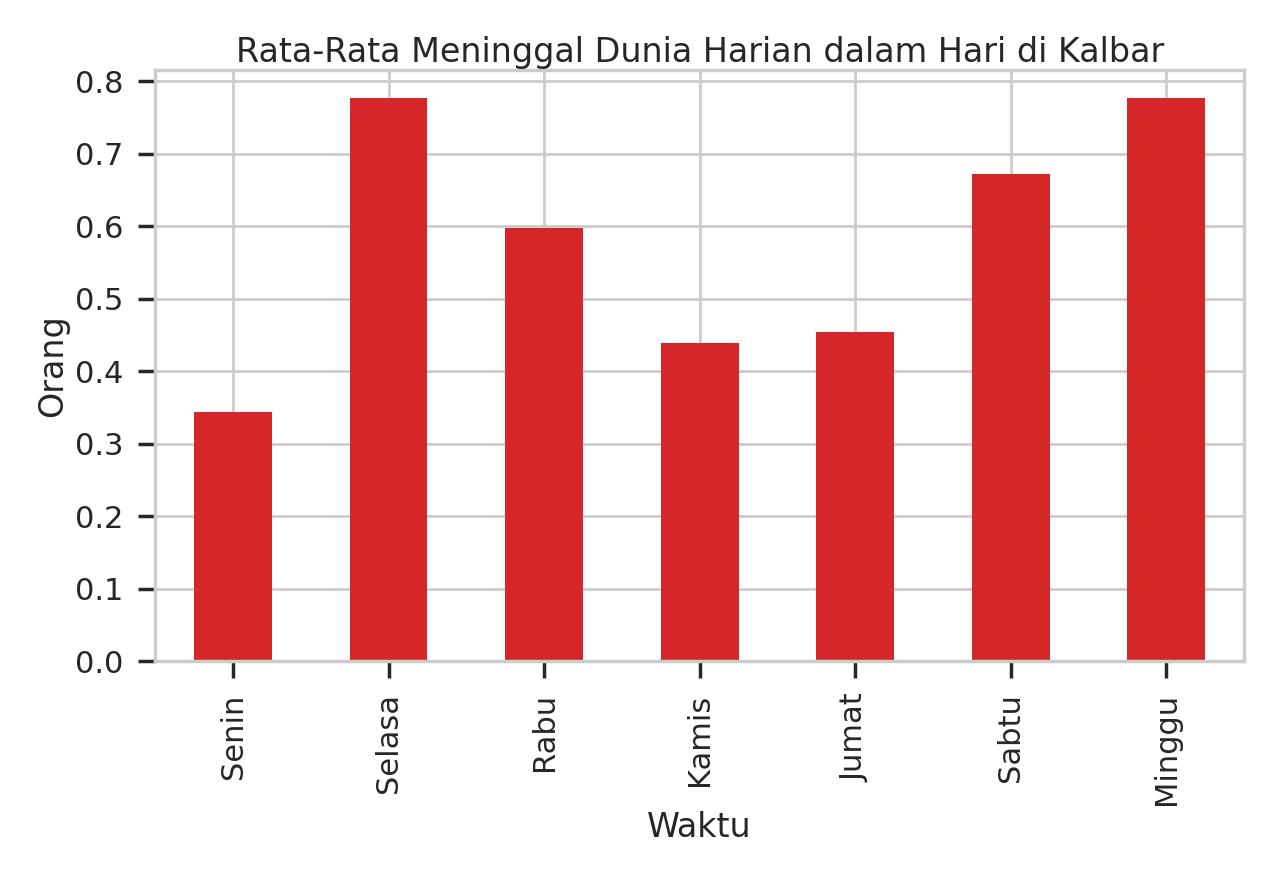 Rata-Rata Meninggal Dunia Harian dalam Hari di Kalbar
0.8
0.7
0.6
0.5
0.4
0.3
0.2
0.1
0.0
Orang
Senin
Selasa
Rabu
Kamis
Jumat
Sabtu
Minggu
Waktu